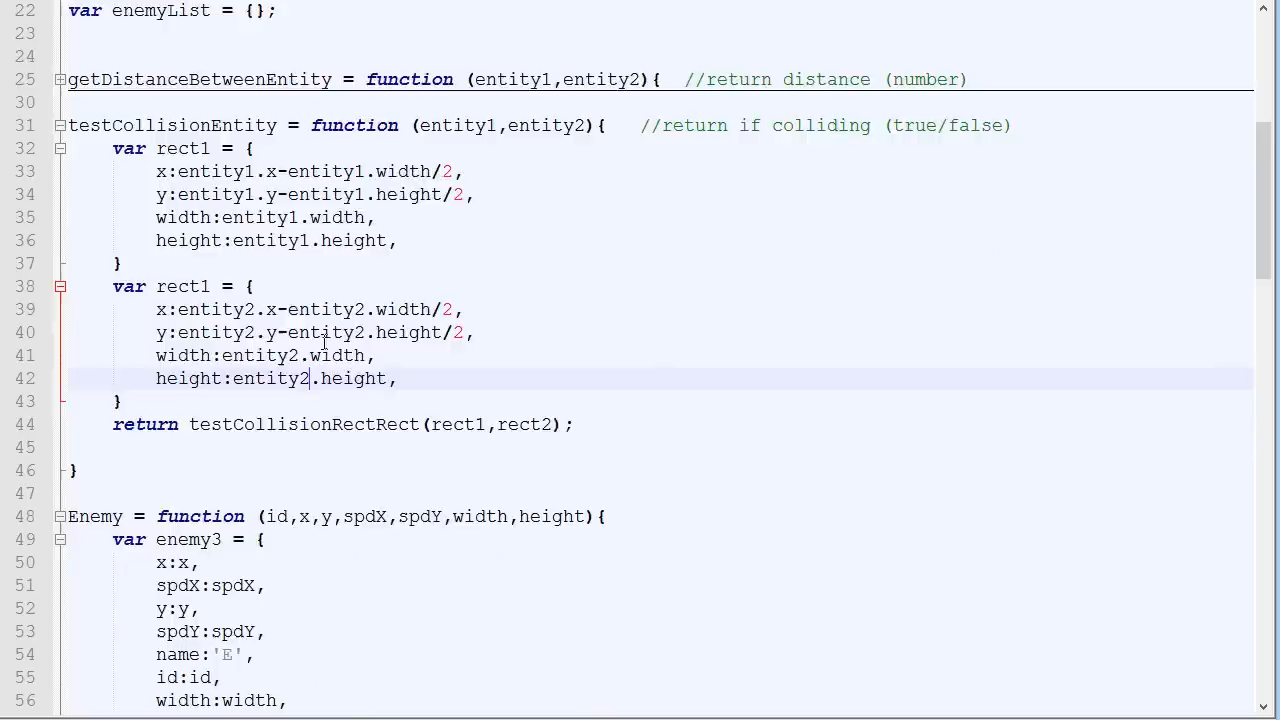 22 var enemyList = {};
23
24
25 getDistanceBetweenEntity = function (entity1,entity2){  //return distance (number)
30
31 testCollisionEntity = function (entity1,entity2){   //return if colliding (true/false)
32     var rect1 = {
33         x:entity1.x-entity1.width/2,
34         y:entity1.y-entity1.height/2,
35         width:entity1.width,
36         height:entity1.height,
37     }
38     var rect1 = {
39         x:entity2.x-entity2.width/2,
40         y:entity2.y-entity2.height/2,
41         width:entity2.width,
42         height:entity2.height,
43     }
44     return testCollisionRectRect(rect1,rect2);
45
46 }
47
48 Enemy = function (id,x,y,spdX,spdY,width,height){
49     var enemy3 = {
50         x:x,
51         spdX:spdX,
52         y:y,
53         spdY:spdY,
54         name:'E',
55         id:id,
56         width:width,